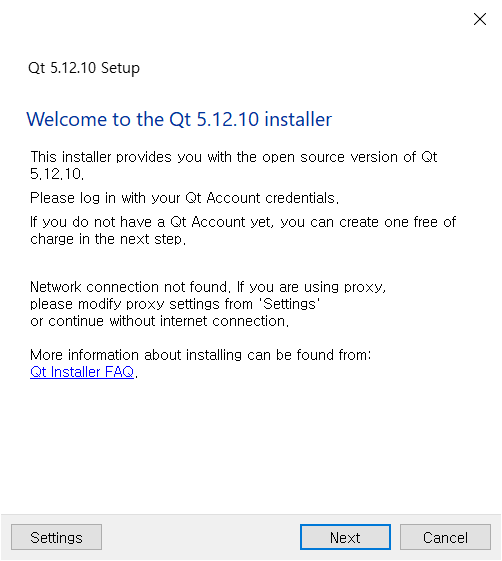 Qt 5.12.10 Setup
Welcome to the Qt 5.12.10 installer
This installer provides you with the open source version of Qt
5.12.10.
Please log in with your Qt Account credentials.
If you do not have a Qt Account yet, you can create one free of
charge in the next step.
Network connection not found. If you are using proxy,
please modify proxy settings from 'Settings'
or continue without internet connection.
More information about installing can be found from:
Qt Installer FAQ.
Settings
Next
Cancel